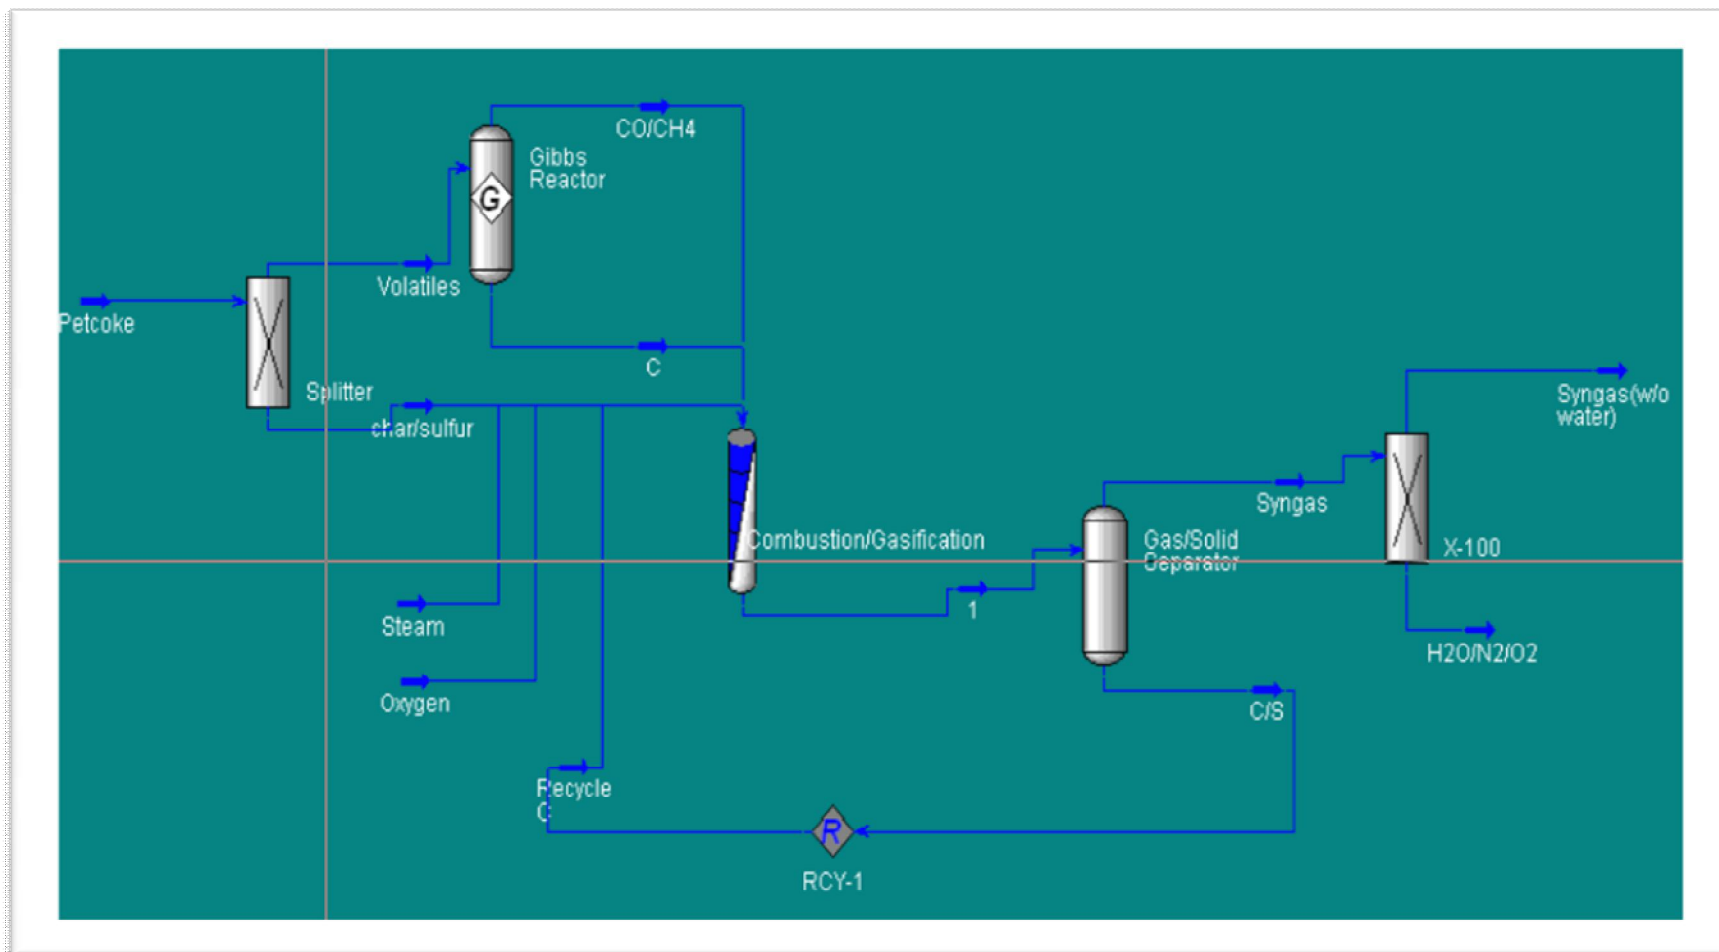 CO/CH4
Gibbs
Reactor
G
Volatiles
Petcoke
C
Splitter
char/sulfur
Syngas(w/o
water)
Syngas
Combustion/Gasification
Gas/Solid
Separator
X-100
1
Steam
H2O/N2/O2
Oxygen
C/S
Recycle
C
R
RCY-1